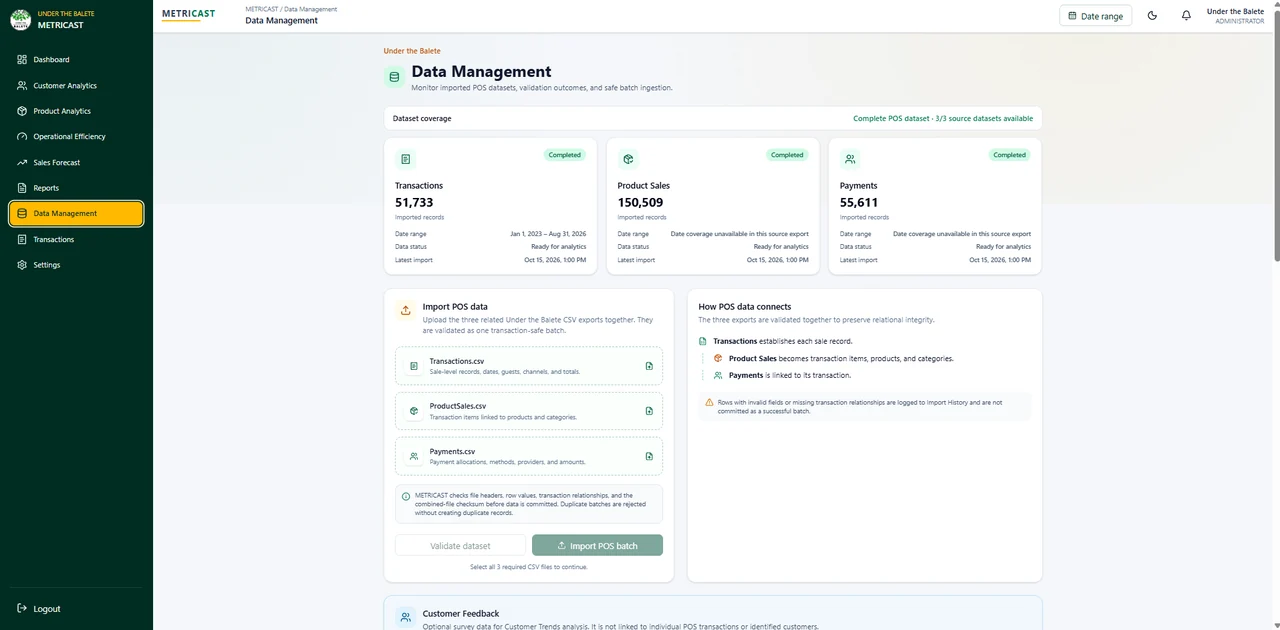 UNDER THE BALETE
METRICAST
Dashboard
Customer Analytics
Product Analytics
Operational Efficiency
Sales Forecast
Reports
Data Management
Transactions
Settings
Logout
METRICAST
METRICAST / Data Management
Data Management
Date range
Under the Balete
ADMINISTRATOR
Under the Balete
Data Management
Monitor imported POS datasets, validation outcomes, and safe batch ingestion.
Dataset coverage
Complete POS dataset · 3/3 source datasets available
Completed
Transactions
51,733
Imported records
Date range Jan 1, 2023 – Aug 31, 2026
Data status Ready for analytics
Latest import Oct 15, 2026, 1:00 PM
Completed
Product Sales
150,509
Imported records
Date range Date coverage unavailable in this source export
Data status Ready for analytics
Latest import Oct 15, 2026, 1:00 PM
Completed
Payments
55,611
Imported records
Date range Date coverage unavailable in this source export
Data status Ready for analytics
Latest import Oct 15, 2026, 1:00 PM
Import POS data
Upload the three related Under the Balete CSV exports together. They
are validated as one transaction-safe batch.
Transactions.csv
Sale-level records, dates, guests, channels, and totals.
ProductSales.csv
Transaction items linked to products and categories.
Payments.csv
Payment allocations, methods, providers, and amounts.
METRICAST checks file headers, row values, transaction relationships, and the
combined-file checksum before data is committed. Duplicate batches are rejected
without creating duplicate records.
Validate dataset
Import POS batch
Select all 3 required CSV files to continue.
How POS data connects
The three exports are validated together to preserve relational integrity.
Transactions establishes each sale record.
Product Sales becomes transaction items, products, and categories.
Payments is linked to its transaction.
Rows with invalid fields or missing transaction relationships are logged to Import History and are not
committed as a successful batch.
Customer Feedback
Optional survey data for Customer Trends analysis. It is not linked to individual POS transactions or identified customers.